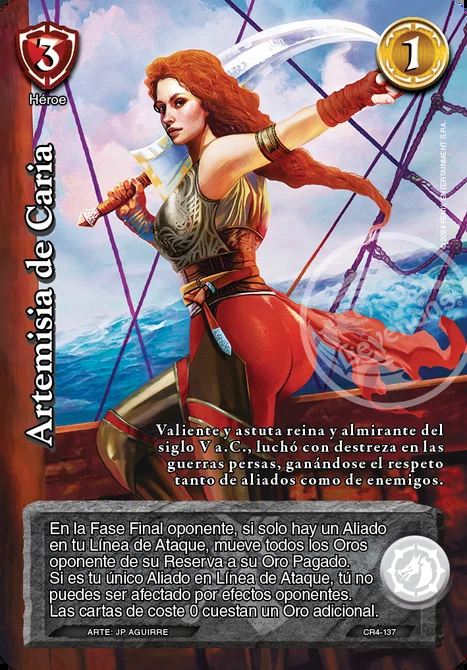 3
Héroe
1
Artemisia de Caria
Valiente y astuta reina y almirante del
siglo V a.C., luchó con destreza en las
guerras persas, ganándose el respeto
tanto de aliados como de enemigos.
En la Fase Final oponente, si solo hay un Aliado
en tu Línea de Ataque, mueve todos los Oros
oponente de su Reserva a su Oro Pagado.
Si es tu único Aliado en Línea de Ataque, tú no
puedes ser afectado por efectos oponentes.
Las cartas de coste 0 cuestan un Oro adicional.
ARTE: JP AGUIRRE
CR4-137